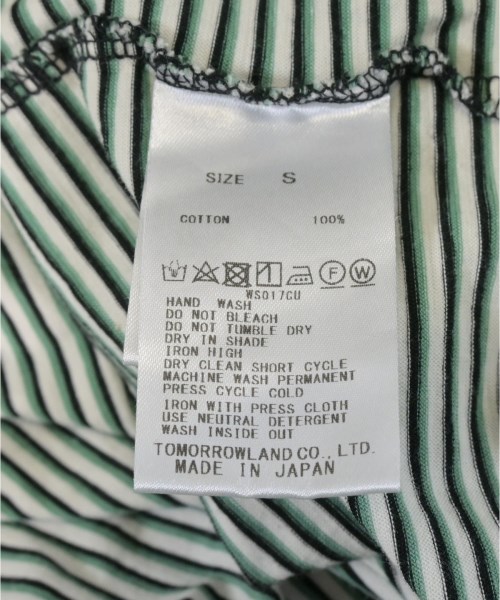 SIZE S
COTTON 100%
F W
WS017CU
HAND WASH
DO NOT BLEACH
DO NOT TUMBLE DRY
DRY IN SHADE
IRON HIGH
DRY CLEAN SHORT CYCLE
MACHINE WASH PERMANENT
PRESS CYCLE COLD
IRON WITH PRESS CLOTH
USE NEUTRAL DETERGENT
WASH INSIDE OUT
TOMORROWLAND CO., LTD.
MADE IN JAPAN